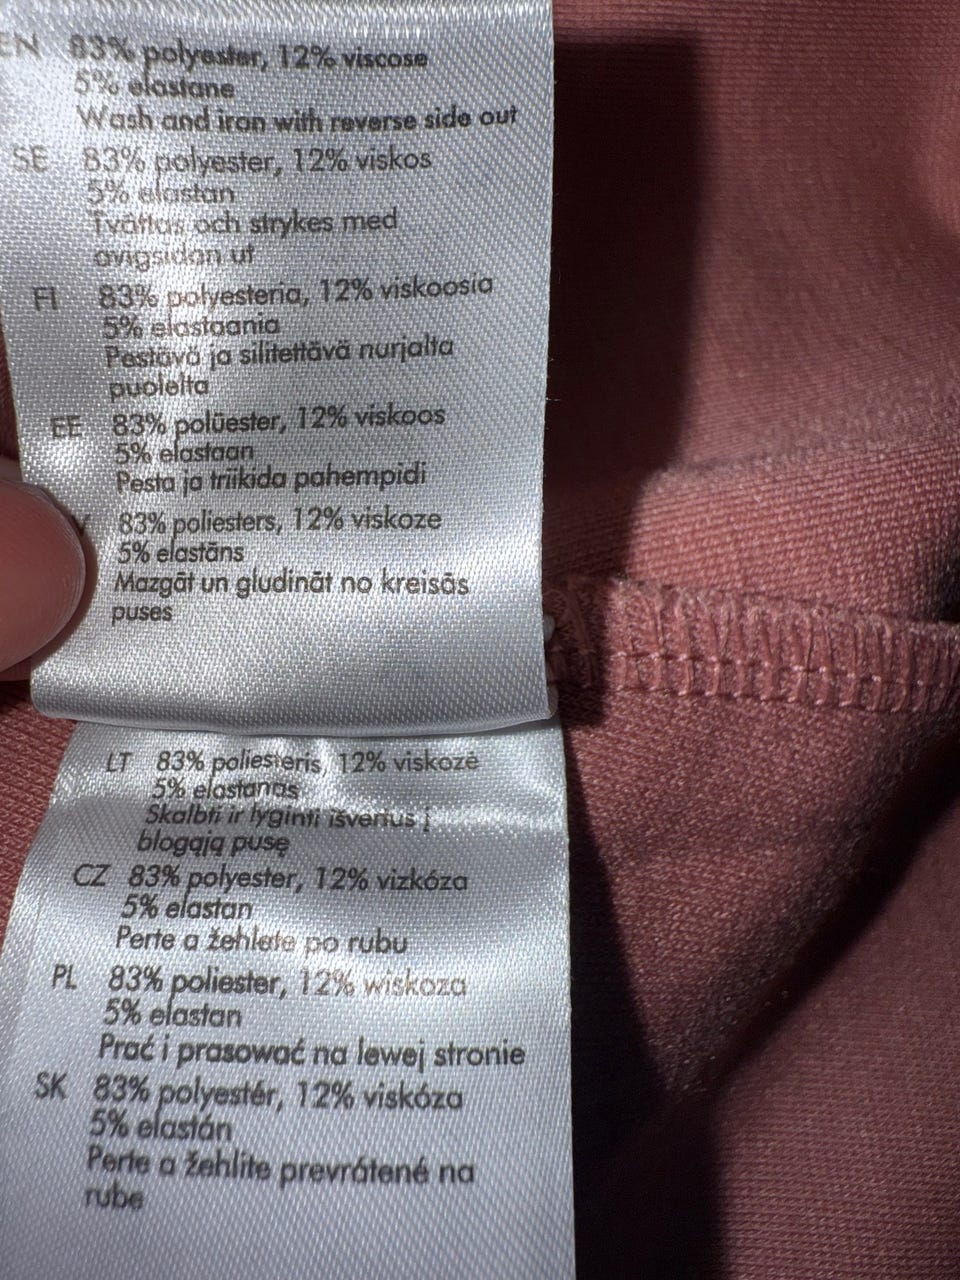 EN 83% polyester, 12% viscose
5% elastane
Wash and iron with reverse side out
SE 83% polyester, 12% viskos
5% elastan
Tvättas och strykes med
avigsidan ut
FI 83% polyesteria, 12% viskoosia
5% elastaania
Pestävä ja silitettävä nurjalta
puolelta
EE 83% polüester, 12% viskoos
5% elastaan
Pesta ja triikida pahempidi
83% poliesters, 12% viskoze
5% elastāns
Mazgāt un gludināt no kreisās
puses
LT 83% poliesteris, 12% viskozė
5% elastanas
Skalbti ir lyginti išvertus į
blogąją pusę
CZ 83% polyester, 12% vizkóza
5% elastan
Perte a žehlete po rubu
PL 83% poliester, 12% wiskoza
5% elastan
Prać i prasować na lewej stronie
SK 83% polyestér, 12% viskóza
5% elastán
Perte a žehlite prevrátené na
rube